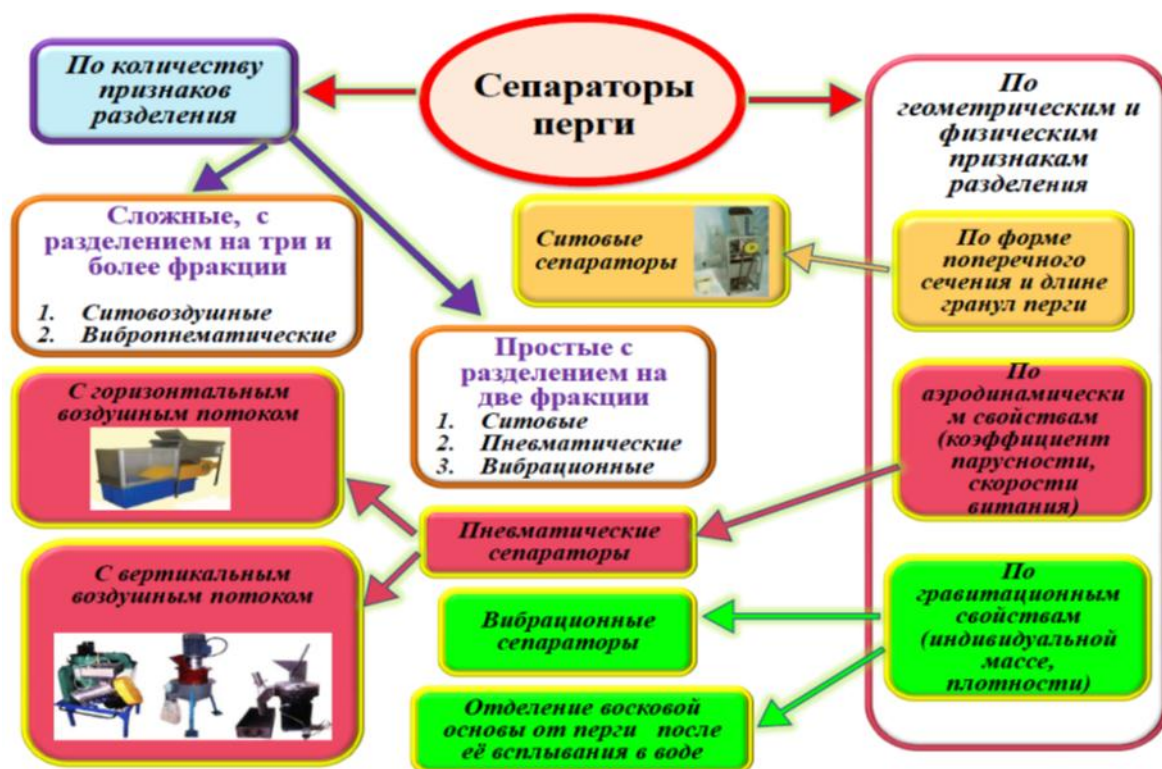 По количеству
признаков
разделения
Сепараторы
перги
По
геометрическим и
физическим
признакам
разделения
Сложные, с
разделением на три и
более фракции
1. Ситовоздушные
2. Вибропнематические
Ситовые
сепараторы
По форме
поперечного
сечения и длине
гранул перги
Простые с
разделением на
две фракции
1. Ситовые
2. Пневматические
3. Вибрационные
С горизонтальным
воздушным потоком
По
аэродинамически
м свойствам
(коэффициент
парусности,
скорости
витания)
Пневматические
сепараторы
С вертикальным
воздушным потоком
Вибрационные
сепараторы
По
гравитационным
свойствам
(индивидуальной
массе,
плотности)
Отделение восковой
основы от перги после
её всплывания в воде